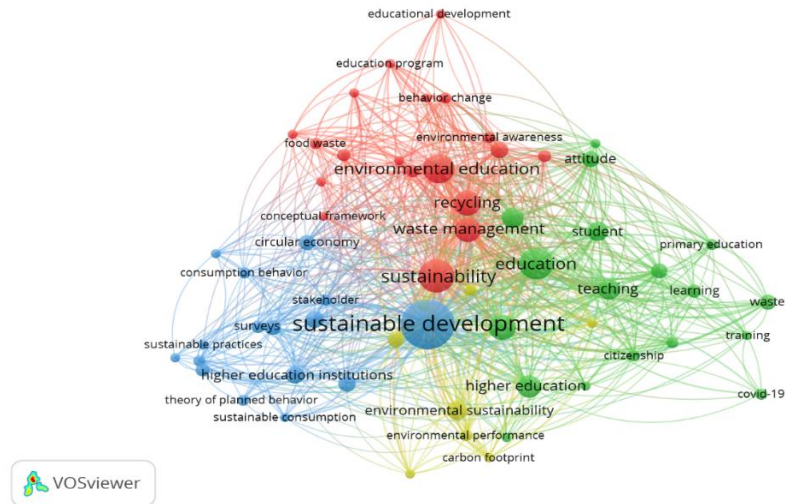 educational development
education program
behavior change
environmental awareness
food waste
attitude
environmental education
recycling
conceptual framework
waste management
student
circular economy
primary education
education
consumption behavior
sustainability
teaching
learning
stakeholder
waste
sustainable development
surveys
training
sustainable practices
citizenship
higher education institutions
higher education
covid-19
theory of planned behavior
environmental sustainability
sustainable consumption
environmental performance
carbon footprint
VOSviewer